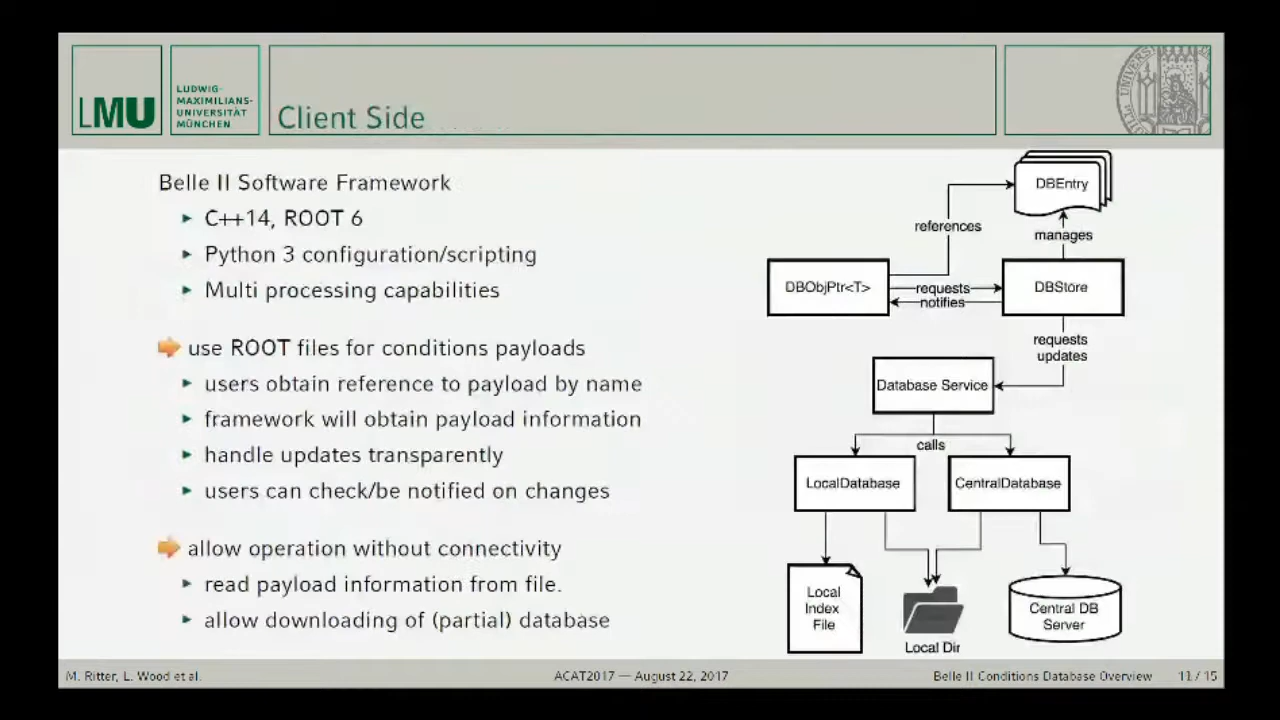 LMU
LUDWIG-
MAXIMILIANS-
UNIVERSITÄT
MÜNCHEN
Client Side
Belle II Software Framework
C++14, ROOT 6
Python 3 configuration/scripting
Multi processing capabilities
use ROOT files for conditions payloads
users obtain reference to payload by name
framework will obtain payload information
handle updates transparently
users can check/be notified on changes
allow operation without connectivity
read payload information from file.
allow downloading of (partial) database
DBEntry
references
manages
DBObjPtr<T>
requests
notifies
DBStore
requests
updates
Database Service
calls
LocalDatabase
CentralDatabase
Local
Index
File
Local Dir
Central DB
Server
M. Ritter, L. Wood et al.
ACAT2017 — August 22, 2017
Belle II Conditions Database Overview
11 / 15